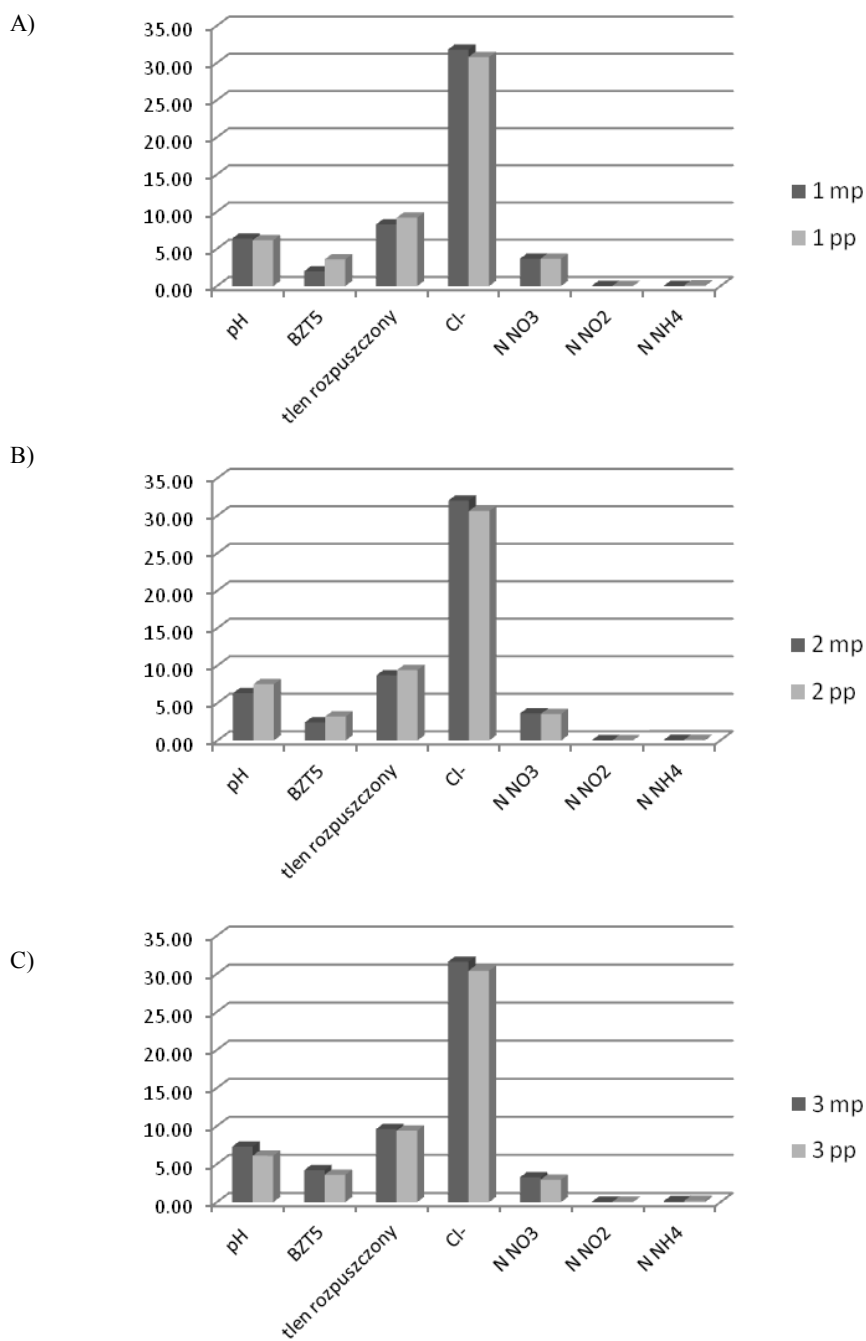 A)
35.00
30.00
25.00
20.00
15.00
10.00
5.00
0.00
pH
BZT5
tlen rozpuszczony
Cl-
N NO3
N NO2
N NH4
1 mp
1 pp
B)
35.00
30.00
25.00
20.00
15.00
10.00
5.00
0.00
pH
BZT5
tlen rozpuszczony
Cl-
N NO3
N NO2
N NH4
2 mp
2 pp
C)
35.00
30.00
25.00
20.00
15.00
10.00
5.00
0.00
pH
BZT5
tlen rozpuszczony
Cl-
N NO3
N NO2
N NH4
3 mp
3 pp